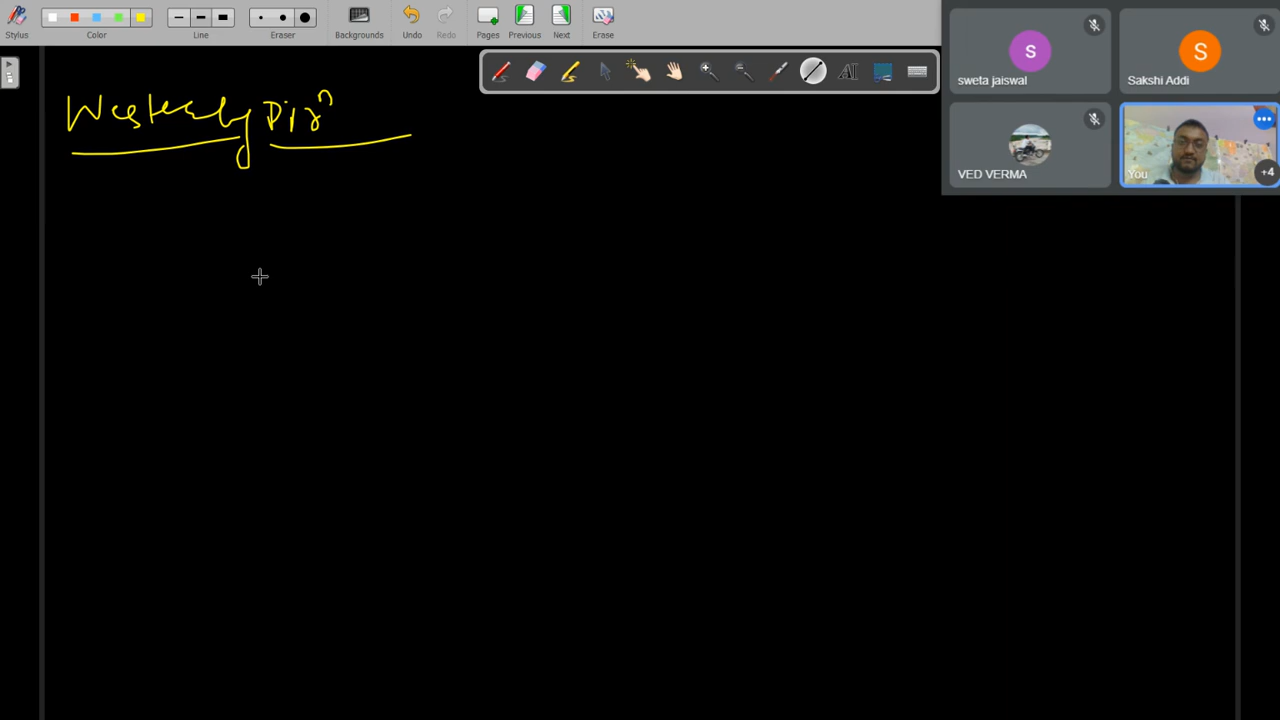 Stylus Color Line Eraser Backgrounds Undo Redo Pages Previous Next Erase
Westerly Dirⁿ
S sweta jaiswal
S Sakshi Addi
VED VERMA
You +4